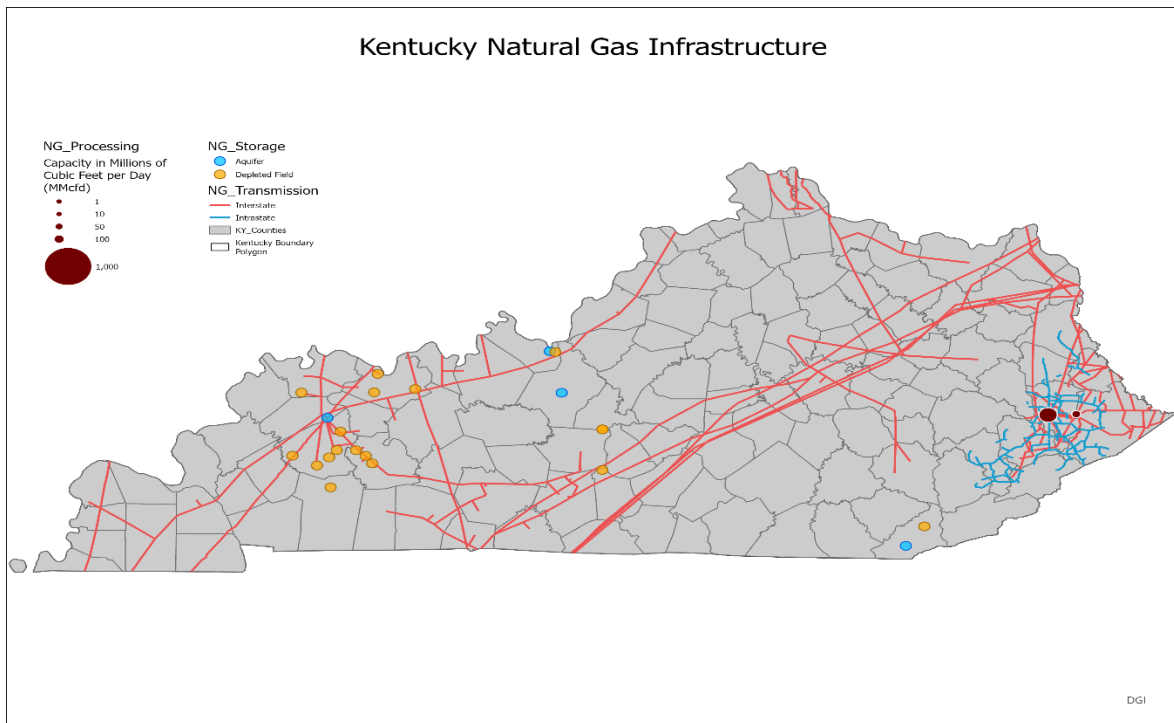 Kentucky Natural Gas Infrastructure
NG_Processing
Capacity in Millions of
Cubic Feet per Day
(MMcfd)
1
10
50
100
1,000
NG_Storage
Aquifer
Depleted Field
NG_Transmission
Interstate
Intrastate
KY_Counties
Kentucky Boundary
Polygon
DGI